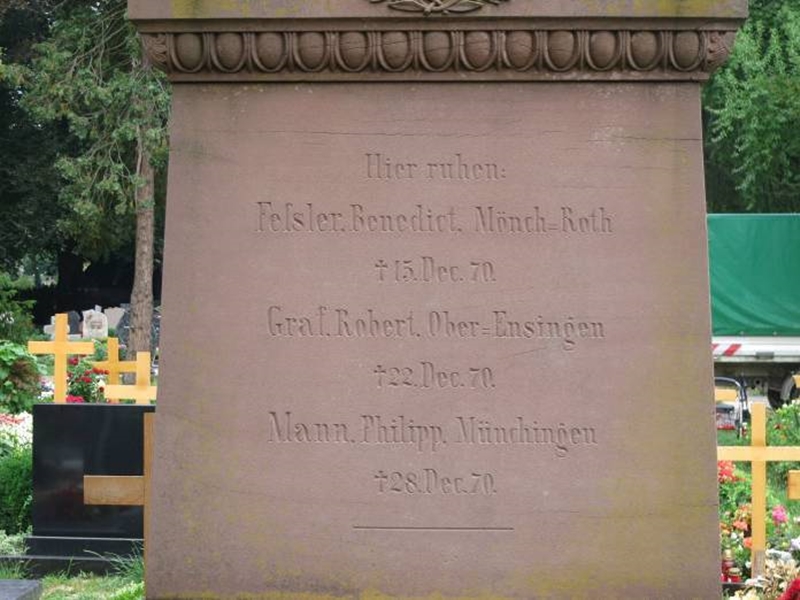 Hier ruhen:
Feſsler, Benedict, Mönch=Roth
† 15. Dec. 70.
Graf, Robert, Ober=Ensingen
† 22. Dec. 70.
Mann, Philipp, Münchingen
† 28. Dec. 70.